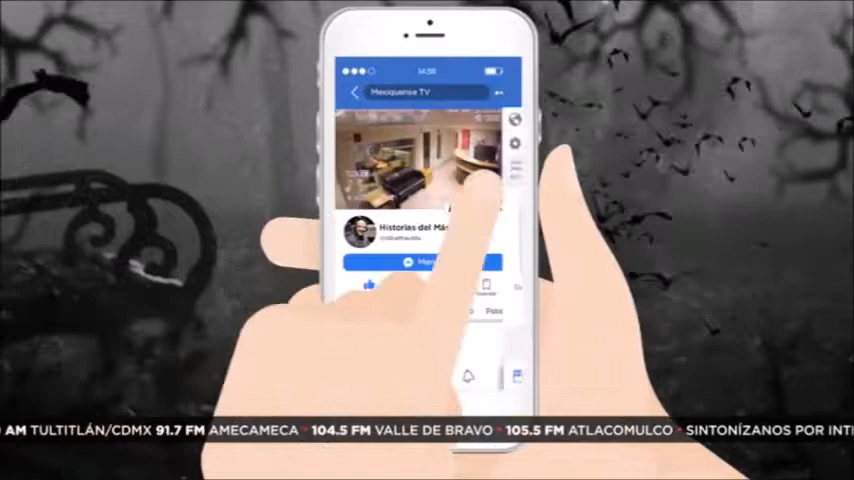 14:58
Mexiquense TV
Historias del Más
Pos
AM TULTITLÁN/CDMX 91.7 FM AMECAMECA • 104.5 FM VALLE DE BRAVO • 105.5 FM ATLACOMULCO • SINTONÍZANOS POR INT